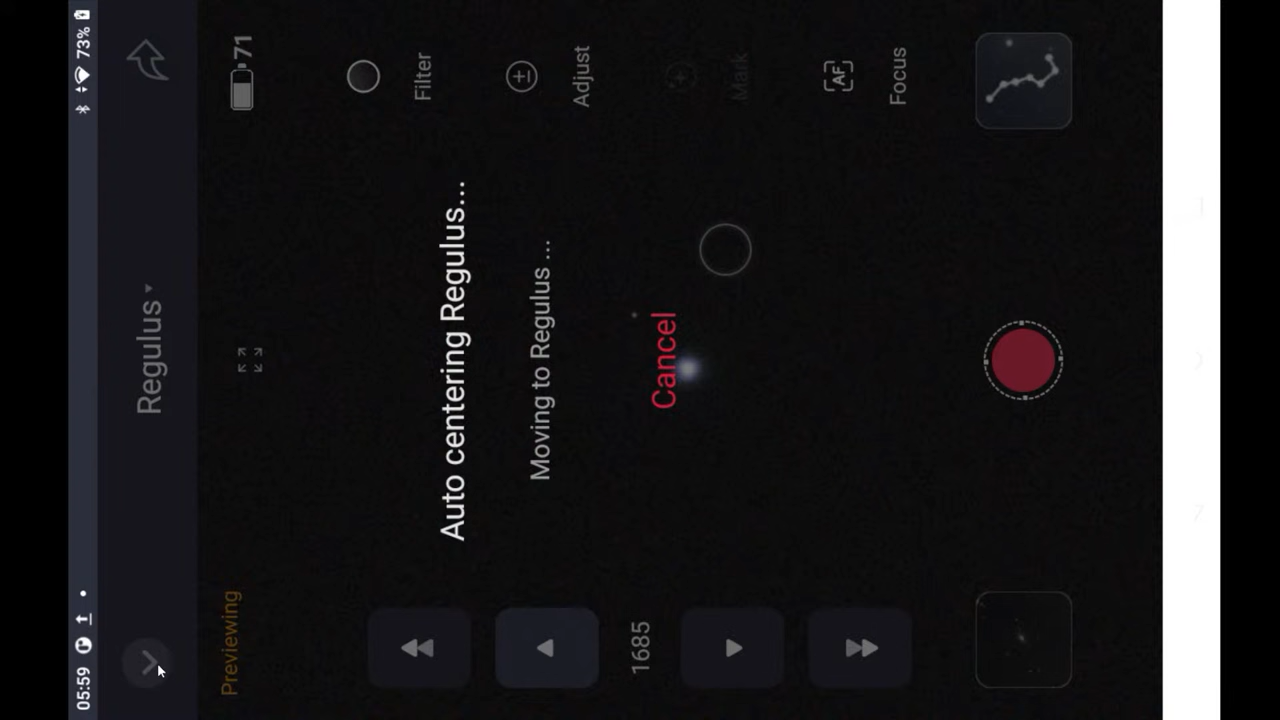 05:59
73%
Regulus
Previewing
71
Auto centering Regulus...
Moving to Regulus ...
Cancel
Filter
Adjust
Mark
AF
Focus
1685